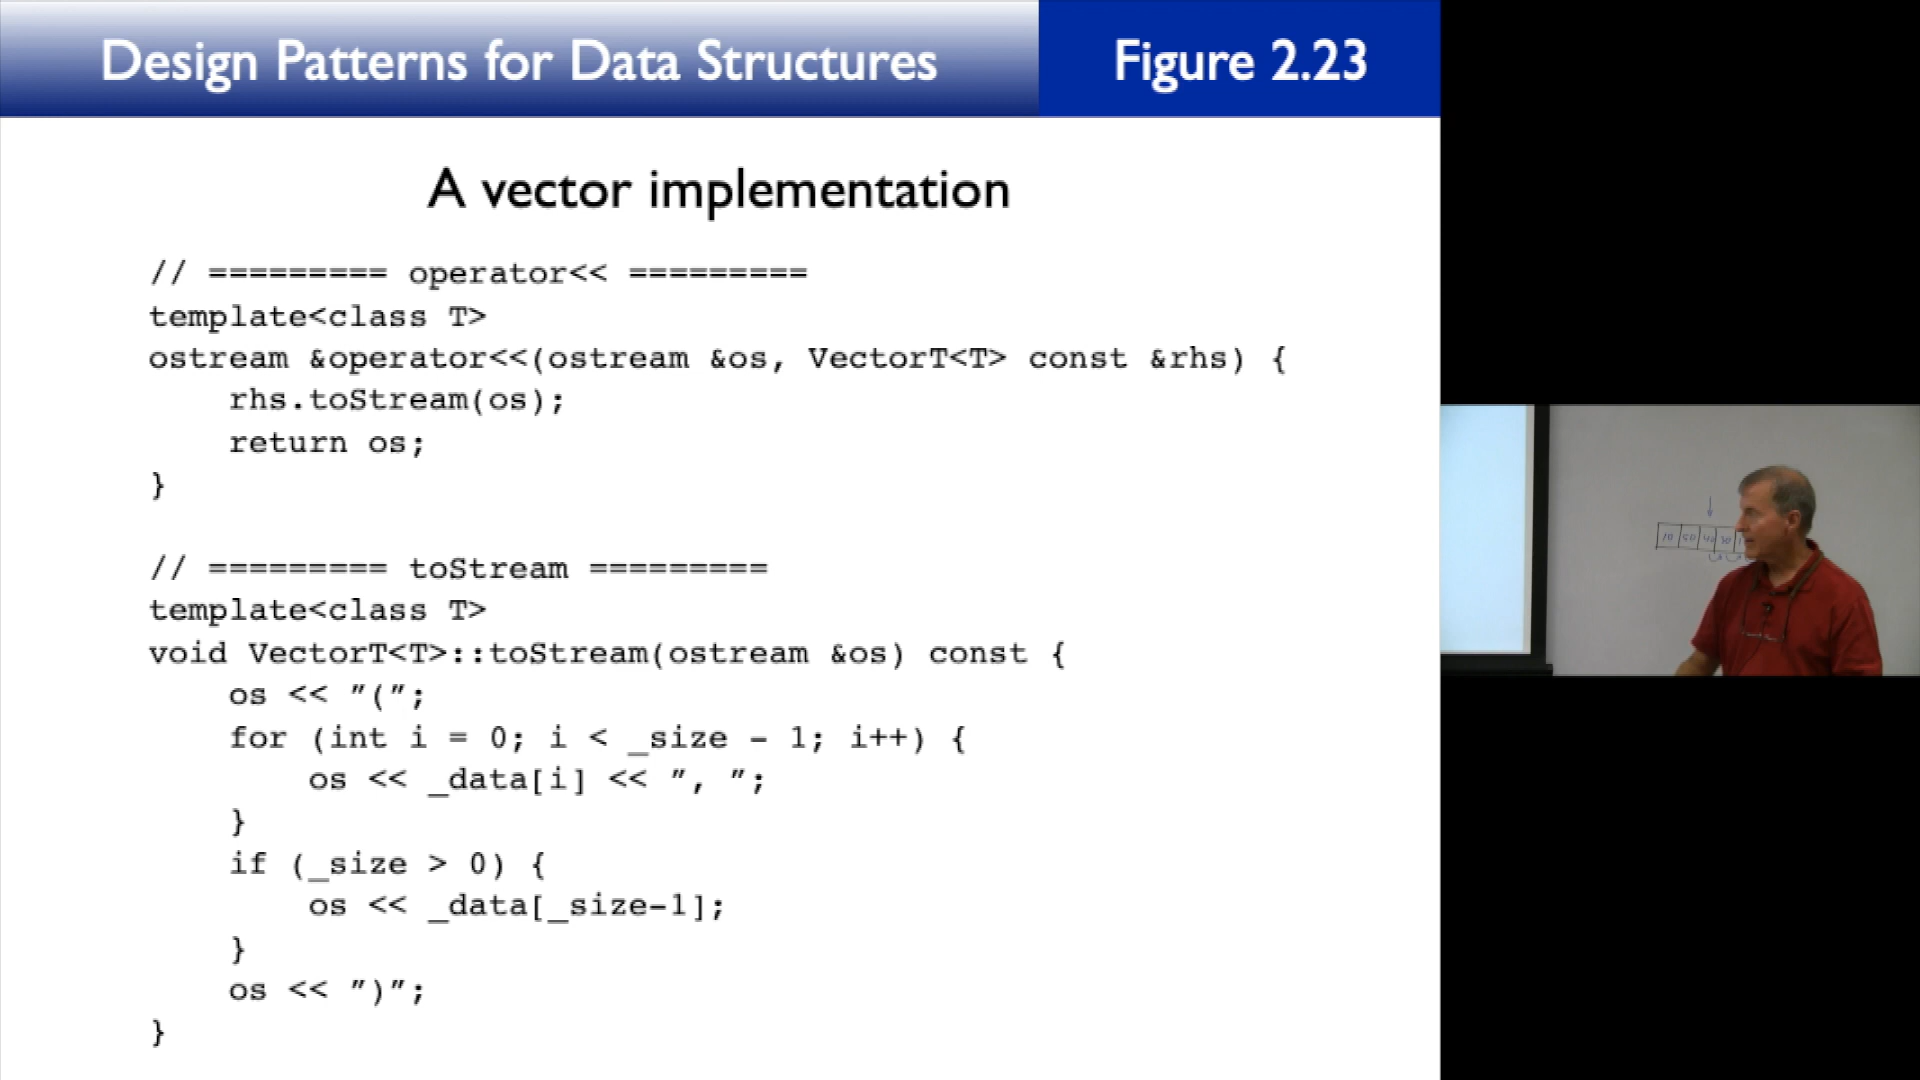 Design Patterns for Data Structures
Figure 2.23
A vector implementation
// ========= operator<< =========
template<class T>
ostream &operator<<(ostream &os, VectorT<T> const &rhs) {
    rhs.toStream(os);
    return os;
}
// ========= toStream =========
template<class T>
void VectorT<T>::toStream(ostream &os) const {
    os << ”(”;
    for (int i = 0; i < _size - 1; i++) {
        os << _data[i] << ”, ”;
    }
    if (_size > 0) {
        os << _data[_size-1];
    }
    os << ”)”;
}
10